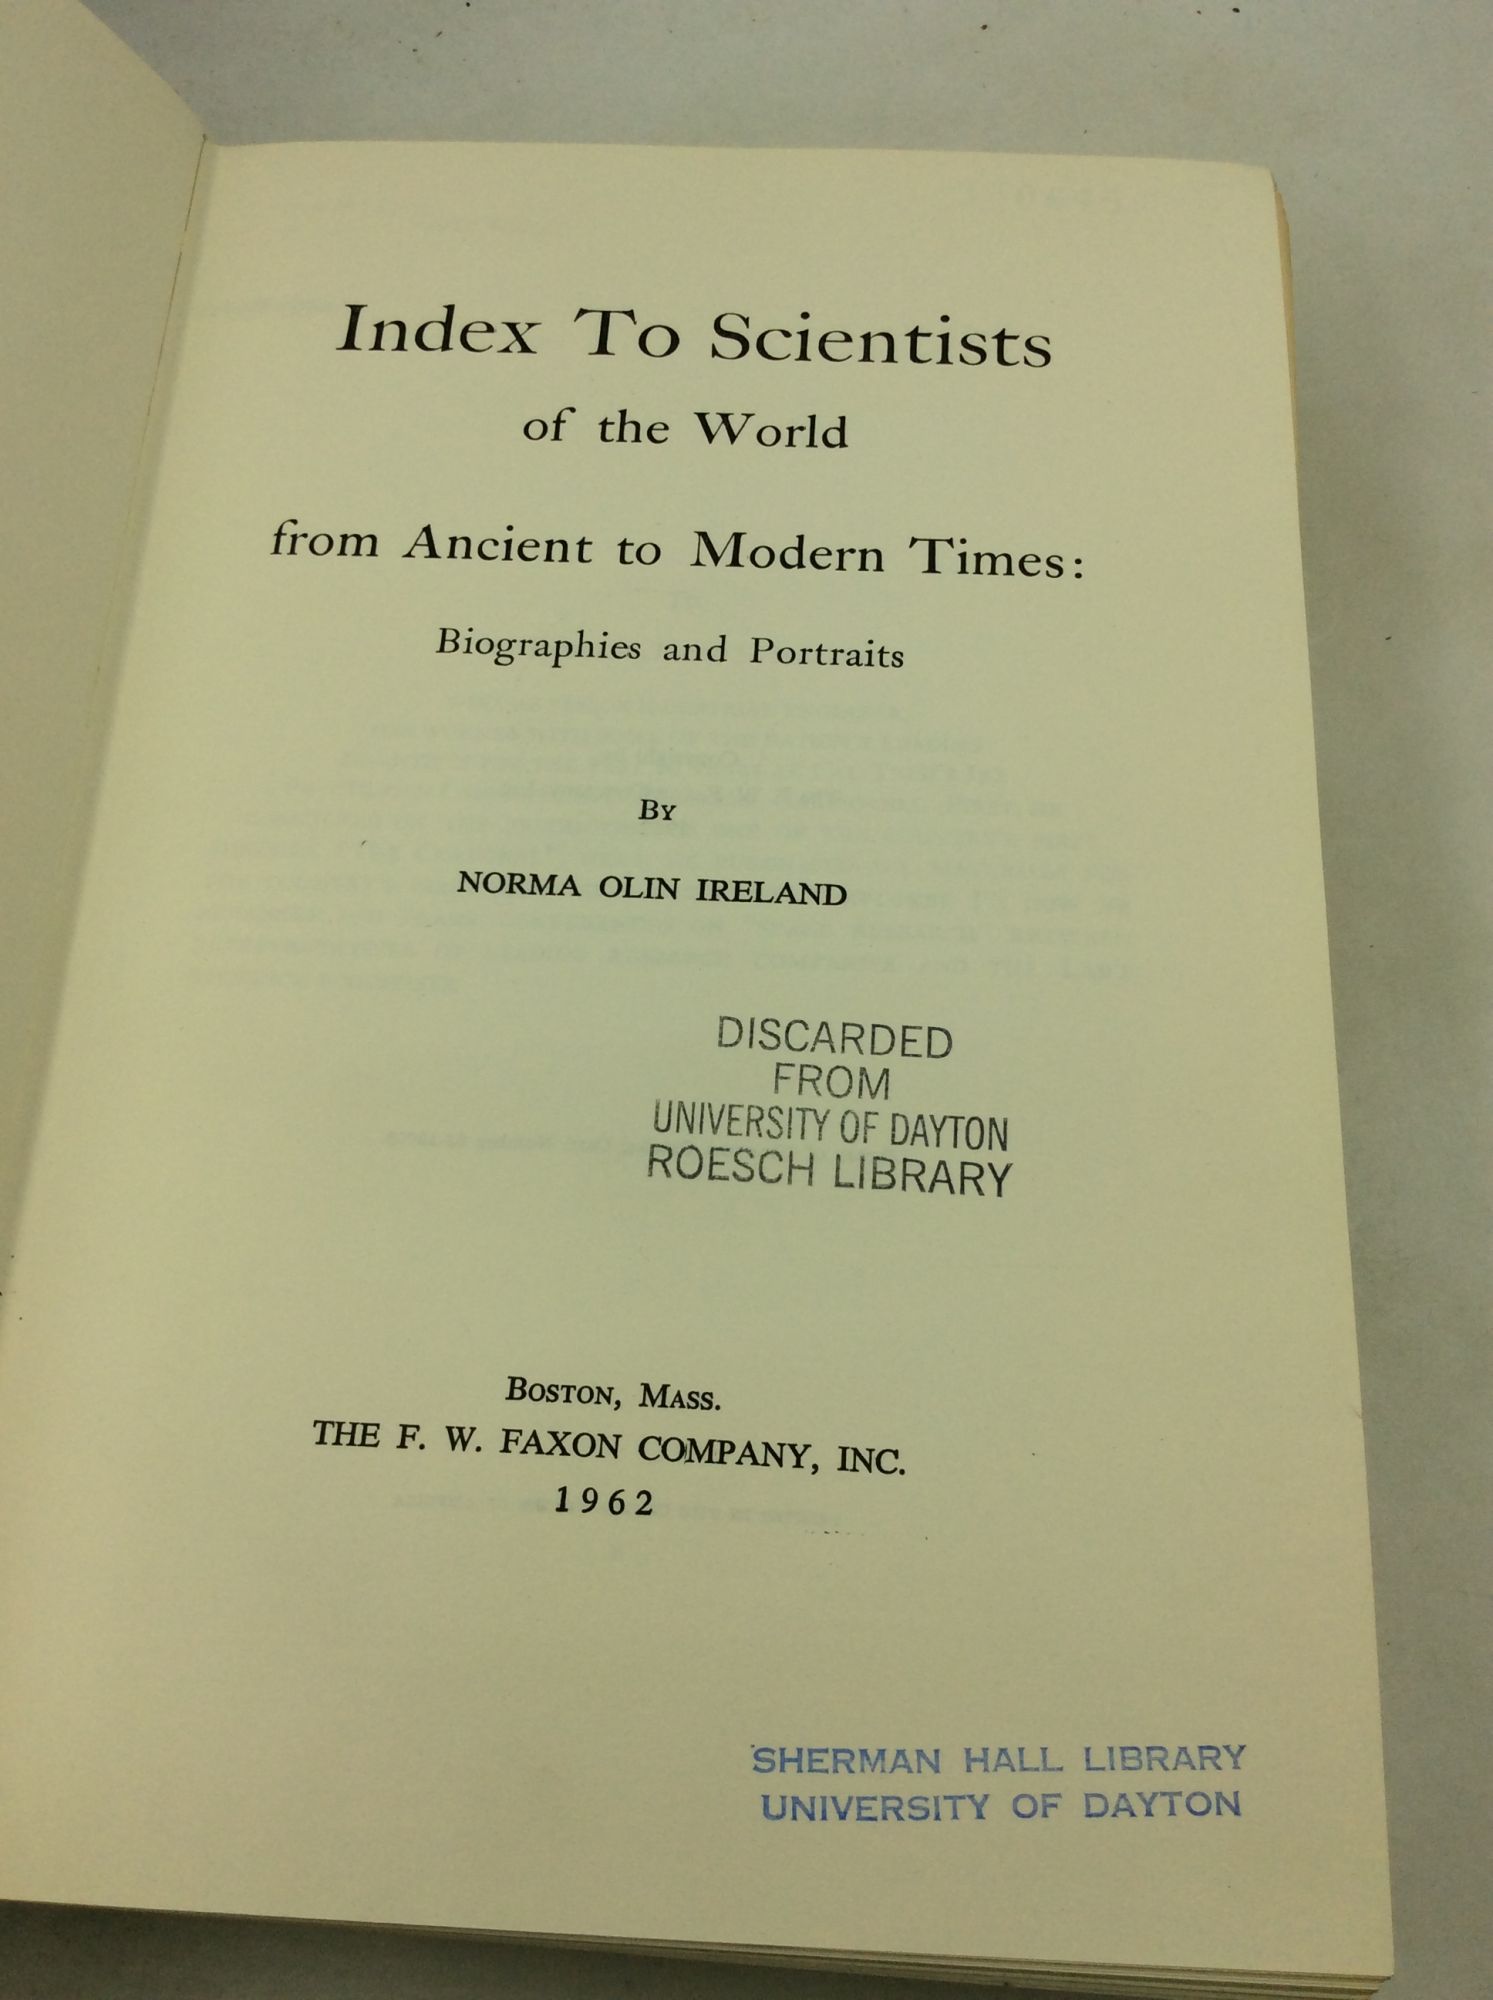 Index To Scientists
of the World
from Ancient to Modern Times:
Biographies and Portraits
BY
NORMA OLIN IRELAND
DISCARDED
FROM
UNIVERSITY OF DAYTON
ROESCH LIBRARY
BOSTON, MASS.
THE F. W. FAXON COMPANY, INC.
1962
SHERMAN HALL LIBRARY
UNIVERSITY OF DAYTON